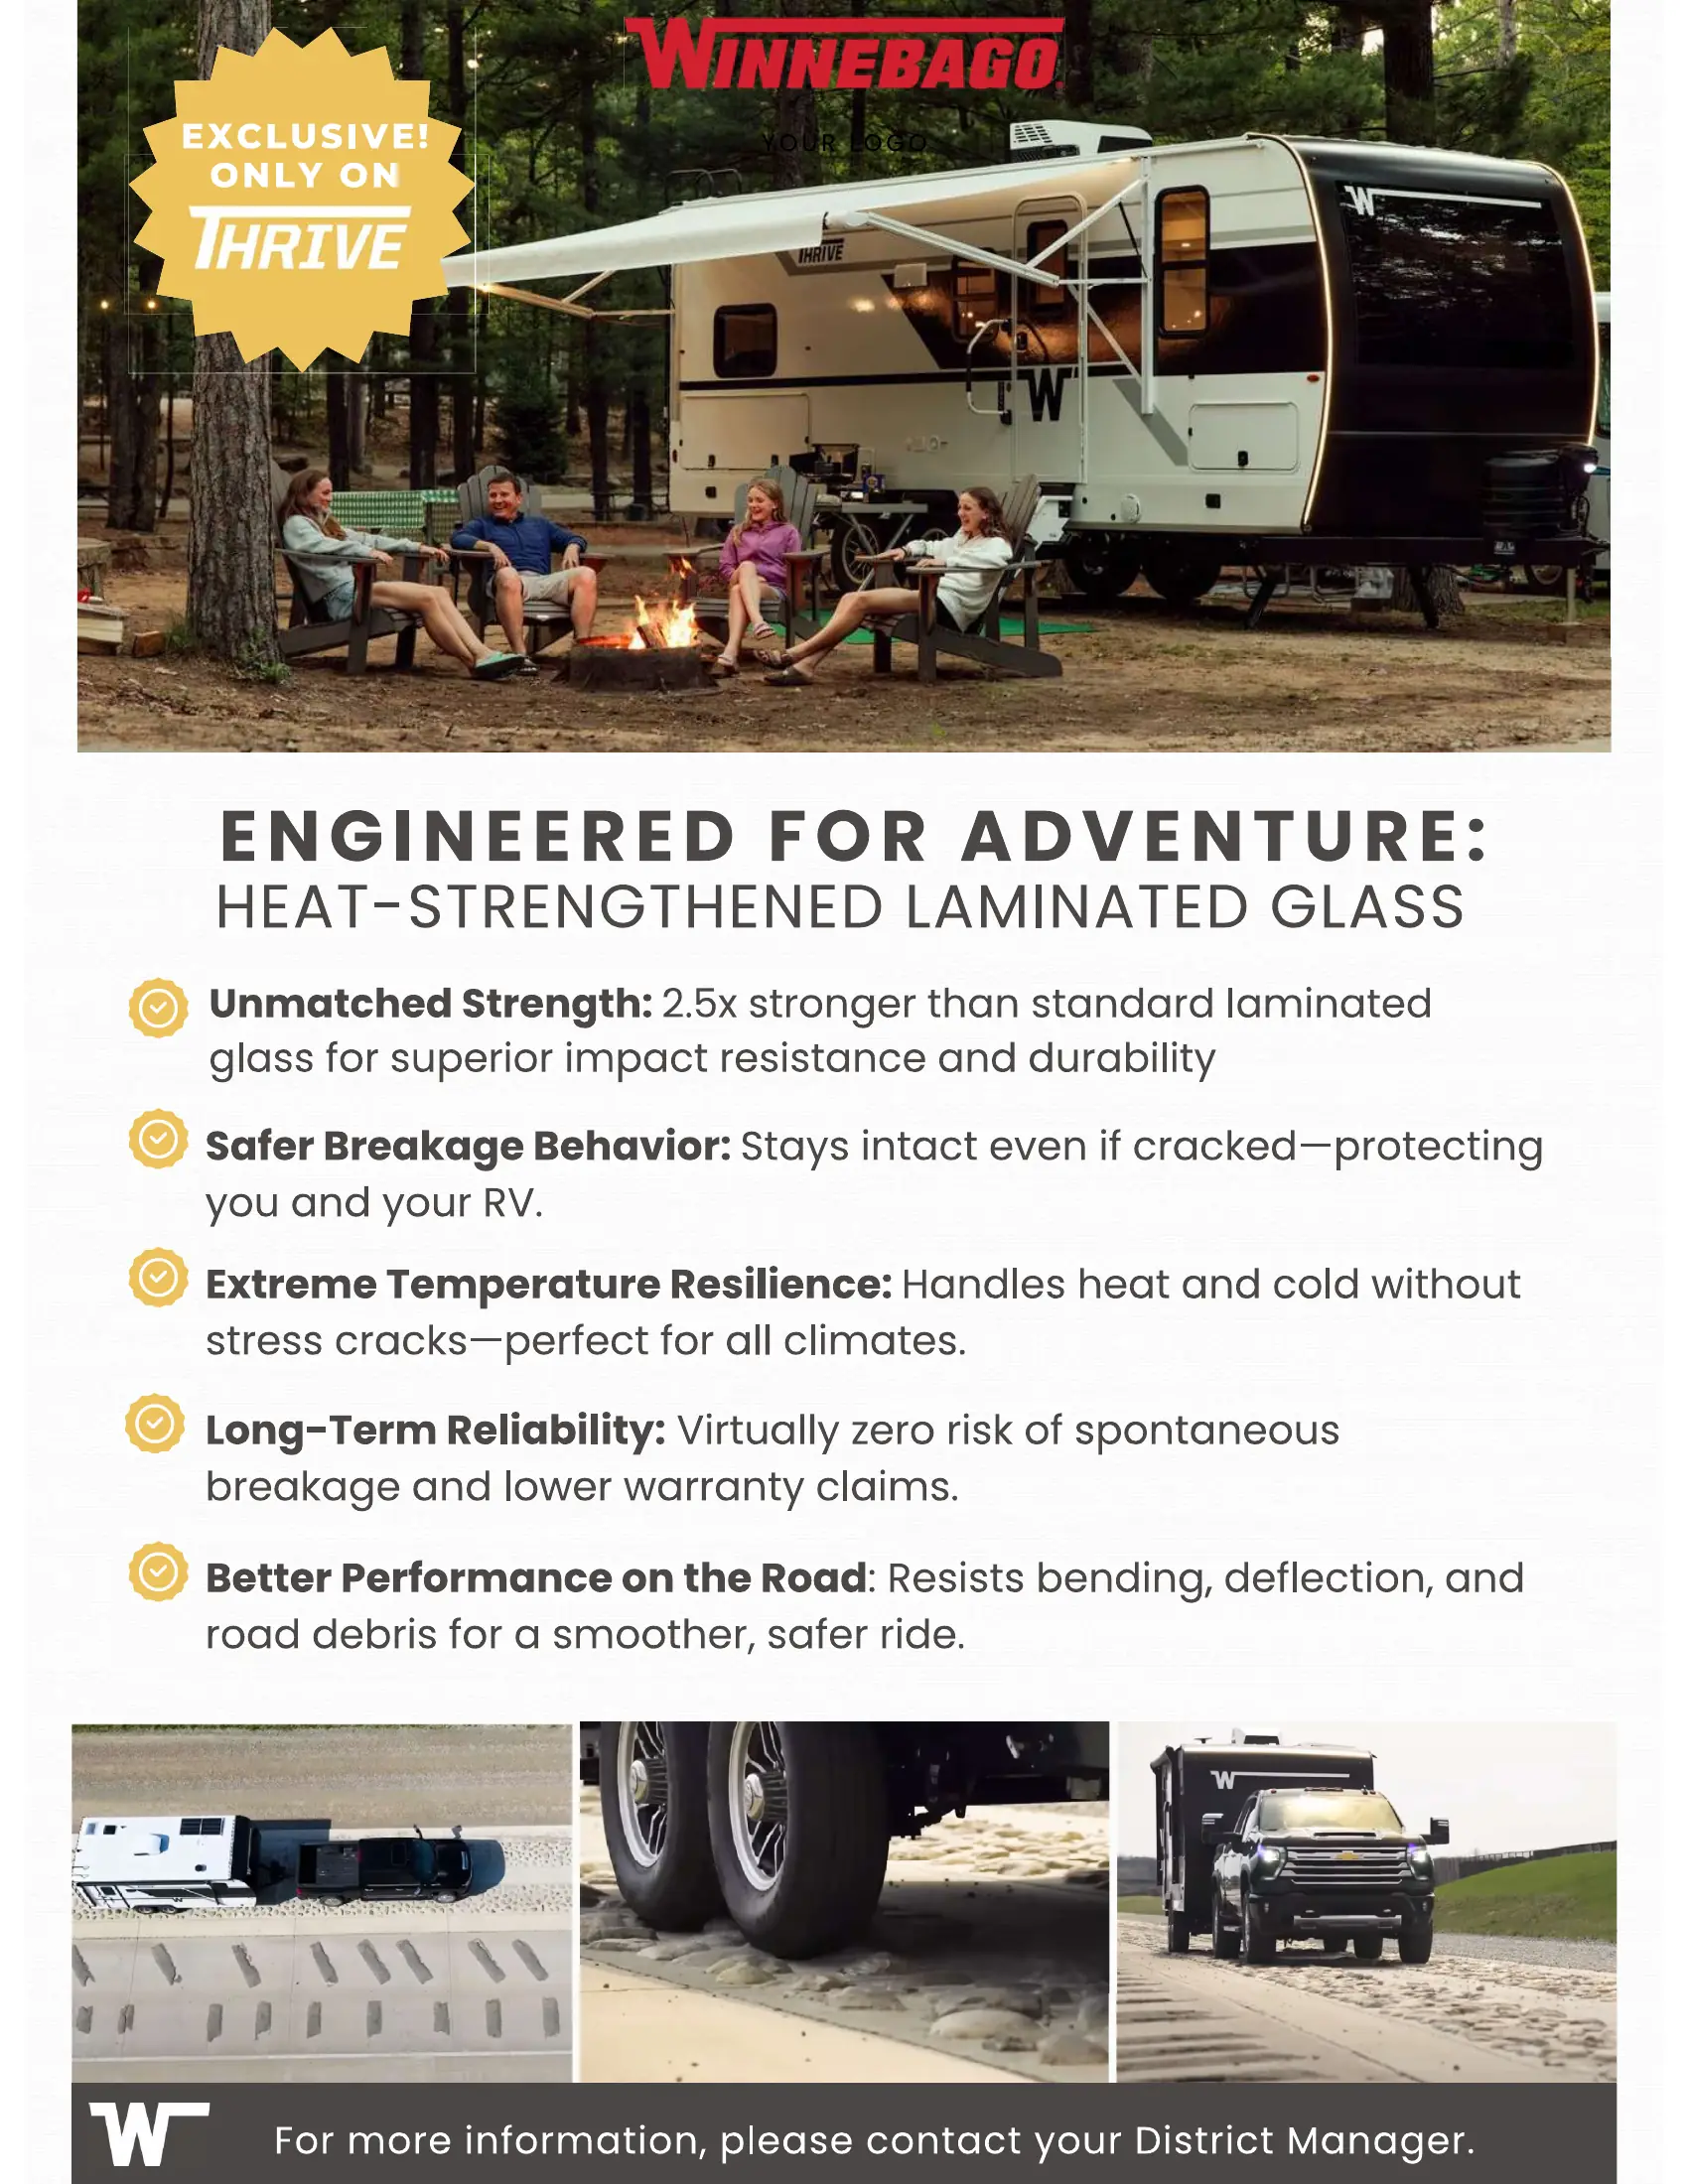 WINNEBAGO
YOUR LOGO
EXCLUSIVE!
ONLY ON
THRIVE
THRIVE
W
W
ENGINEERED FOR ADVENTURE:
HEAT-STRENGTHENED LAMINATED GLASS
Unmatched Strength: 2.5x stronger than standard laminated
glass for superior impact resistance and durability
Safer Breakage Behavior: Stays intact even if cracked—protecting
you and your RV.
Extreme Temperature Resilience: Handles heat and cold without
stress cracks—perfect for all climates.
Long-Term Reliability: Virtually zero risk of spontaneous
breakage and lower warranty claims.
Better Performance on the Road: Resists bending, deflection, and
road debris for a smoother, safer ride.
W
W
For more information, please contact your District Manager.